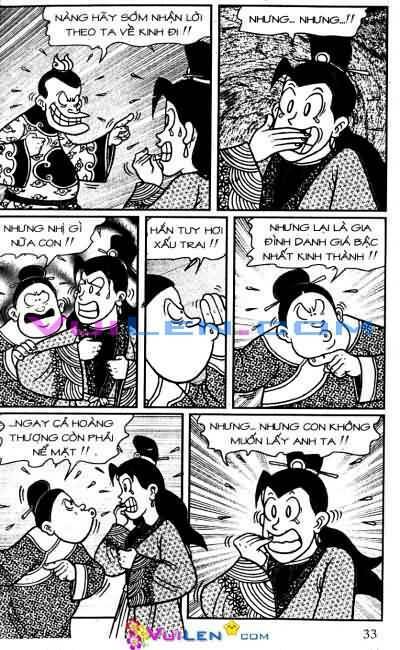 NÀNG HÃY SỚM NHẬN LỜI
THEO TA VỀ KINH ĐI !!
NHƯNG... NHƯNG...!!
NHƯNG NHỊ GÌ
NỮA CON !!
HẮN TUY HƠI
XẤU TRAI !!
NHƯNG LẠI LÀ GIA
ĐÌNH DANH GIÁ BẬC
NHẤT KINH THÀNH !!
VUILEN.COM
...NGAY CẢ HOÀNG
THƯỢNG CÒN PHẢI
NỂ MẶT !!
NHƯNG... NHƯNG CON KHÔNG
MUỐN LẤY ANH TA !!
33
VUILEN.COM